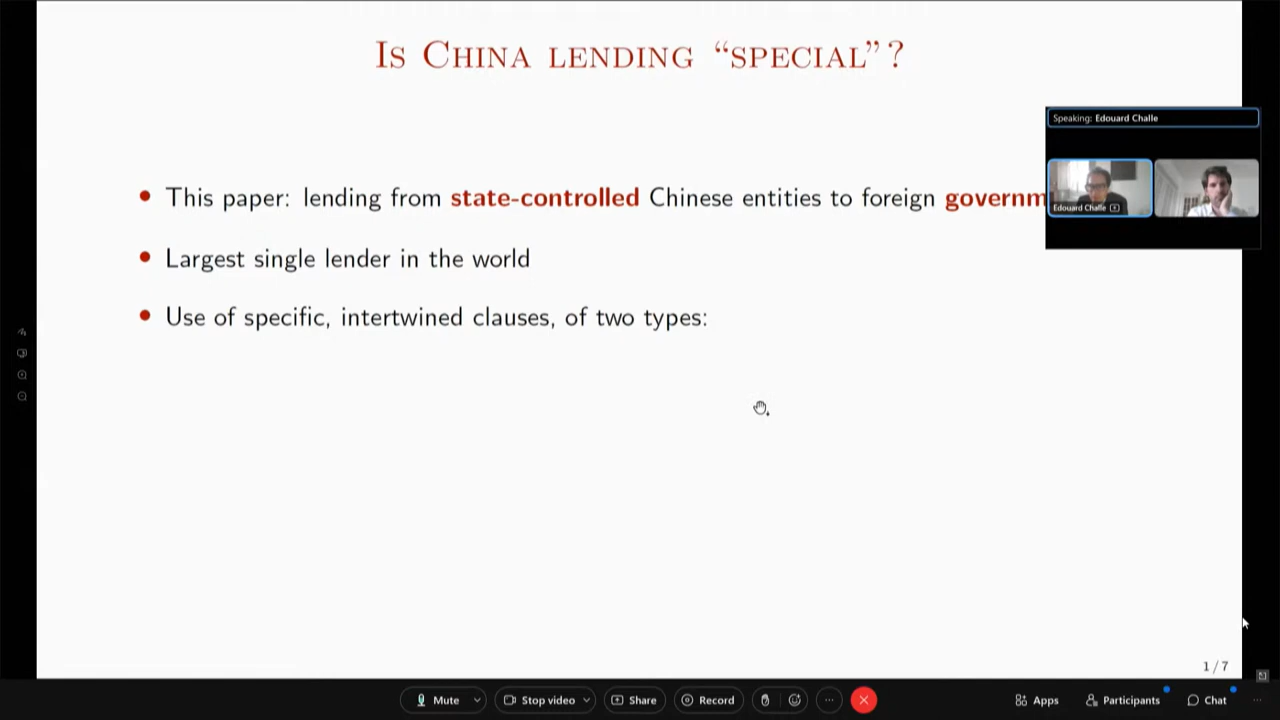 Is China lending “special”?
Speaking: Edouard Challe
• This paper: lending from state-controlled Chinese entities to foreign governm
Edouard Challe
• Largest single lender in the world
• Use of specific, intertwined clauses, of two types:
1 / 7
Mute Stop video Share Record Apps Participants Chat